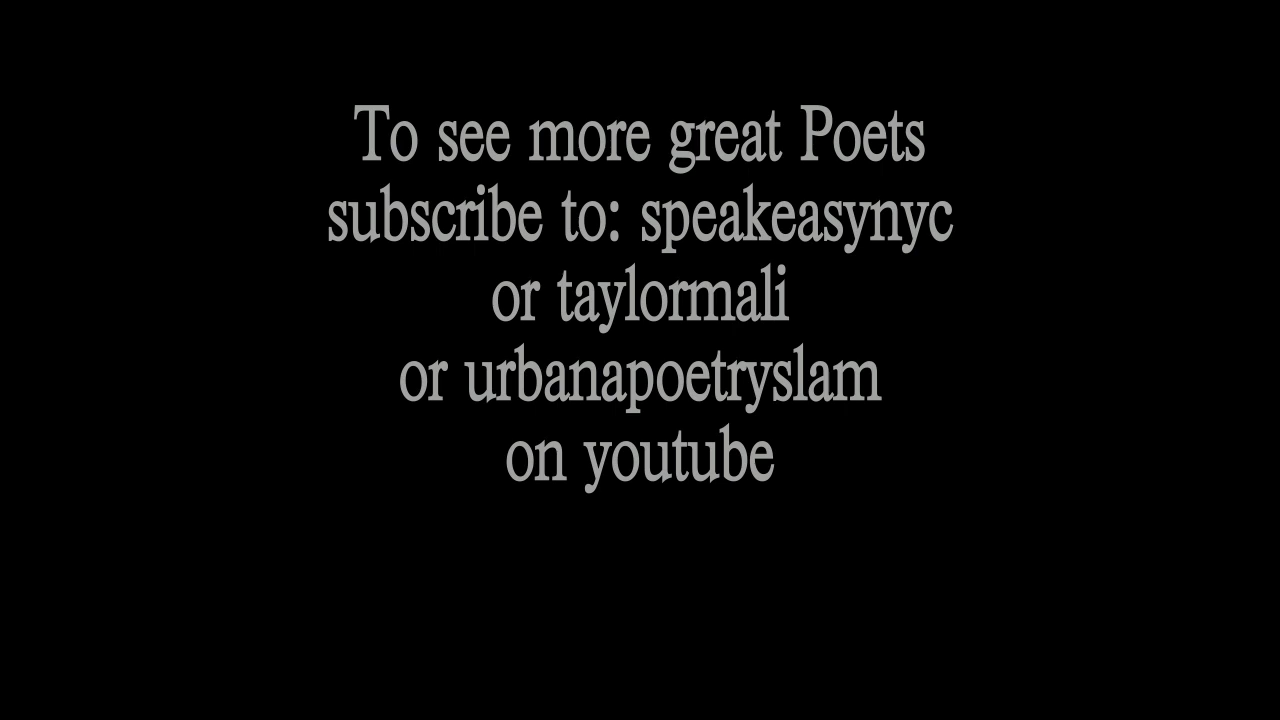 To see more great Poets
subscribe to: speakeasynyc
or taylormali
or urbanapoetryslam
on youtube